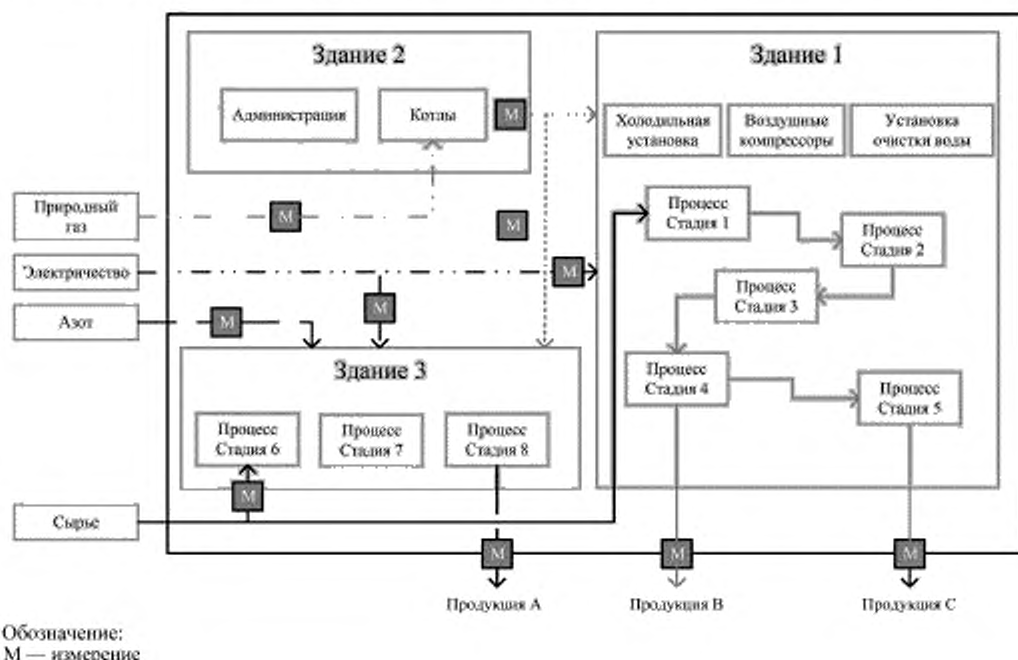 Здание 2
Здание 1
Администрация
Котлы
М
Холодильная
установка
Воздушные
компрессоры
Установка
очистки воды
Природный
газ
М
М
Процесс
Стадия 1
Процесс
Стадия 2
Электричество
М
Процесс
Стадия 3
Азот
М
М
Здание 3
Процесс
Стадия 4
Процесс
Стадия 5
Процесс
Стадия 6
Процесс
Стадия 7
Процесс
Стадия 8
М
Сырье
М
М
М
Продукция А
Продукция В
Продукция С
Обозначение:
М — измерение